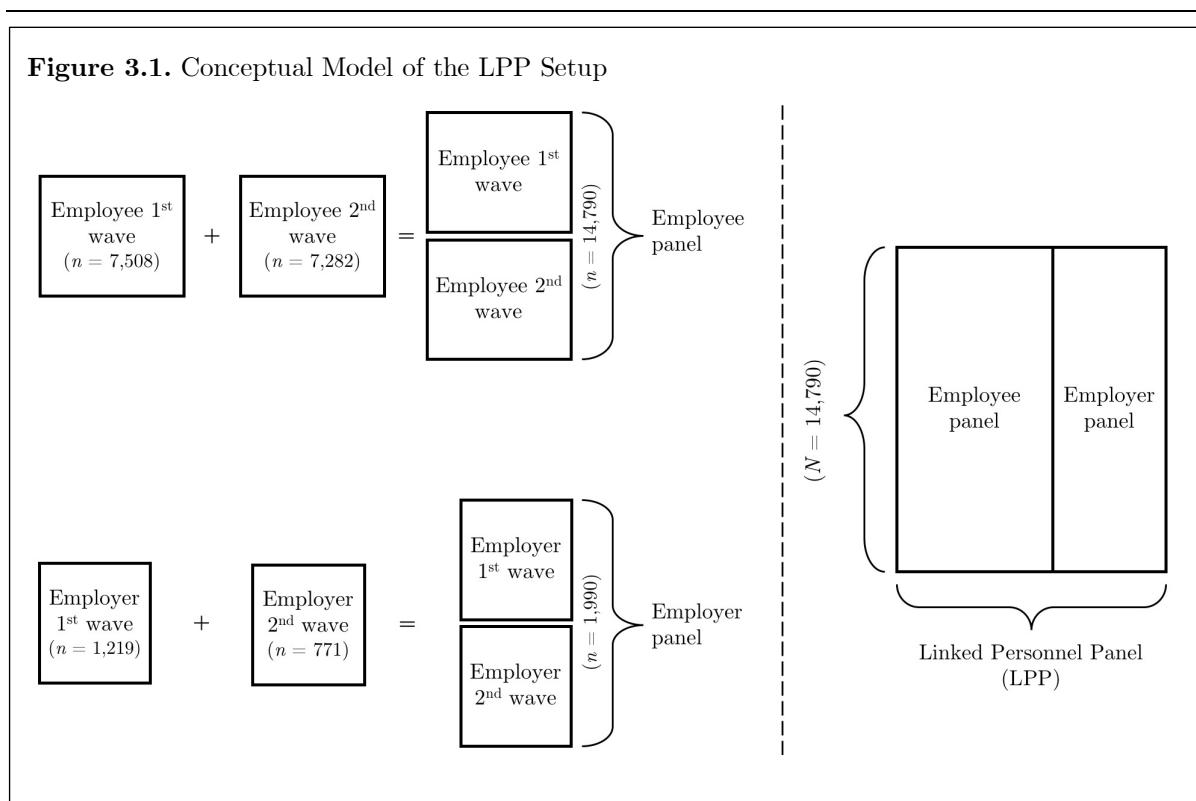 Figure 3.1. Conceptual Model of the LPP Setup
Employee 1st
wave
(n = 7,508)
+
Employee 2nd
wave
(n = 7,282)
=
Employee 1st
wave
Employee 2nd
wave
(n = 14,790)
Employee
panel
Employer
1st wave
(n = 1,219)
+
Employer
2nd wave
(n = 771)
=
Employer
1st wave
Employer
2nd wave
(n = 1,990)
Employer
panel
(N = 14,790)
Employee
panel
Employer
panel
Linked Personnel Panel
(LPP)